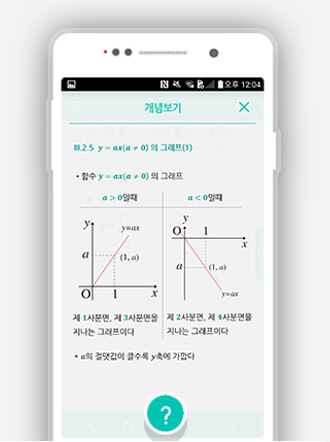 오후 12:04
개념보기
III.2.5 y = ax(a ≠ 0) 의 그래프(1)
• 함수 y = ax(a ≠ 0) 의 그래프
a > 0일때
a < 0일때
y
y=ax
a
(1, a)
O
1
x
y
O
1
x
a
(1, a)
y=ax
제 1사분면, 제 3사분면을
지나는 그래프이다
제 2사분면, 제 4사분면을
지나는 그래프이다
• a의 절댓값이 클수록 y축에 가깝다
?